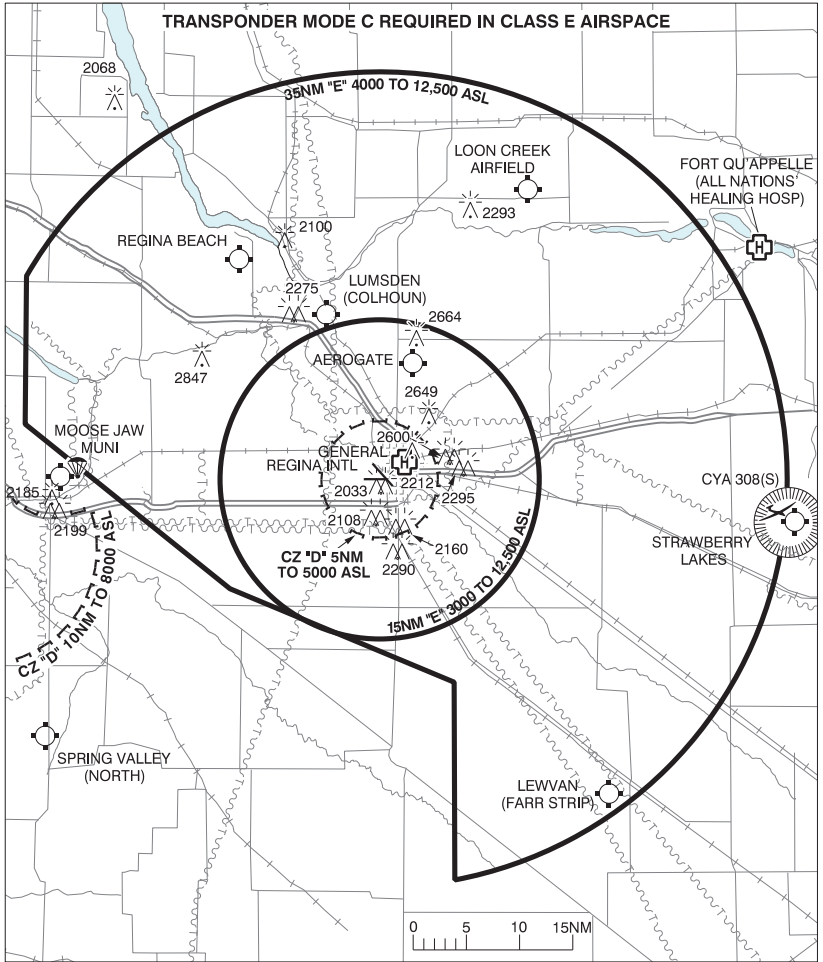 TRANSPONDER MODE C REQUIRED IN CLASS E AIRSPACE
2068
35NM "E" 4000 TO 12,500 ASL
LOON CREEK
AIRFIELD
FORT QU'APPELLE
(ALL NATIONS'
HEALING HOSP)
H
2293
2100
REGINA BEACH
2275
LUMSDEN
(COLHOUN)
2664
AEROGATE
2847
2649
MOOSE JAW
MUNI
2600
GENERAL
H
REGINA INTL
2033
2212
2295
2185
2199
2108
2160
2290
CYA 308(S)
STRAWBERRY
LAKES
CZ "D" 5NM
TO 5000 ASL
15NM "E" 3000 TO 12,500 ASL
CZ "D" 10NM TO 8000 ASL
SPRING VALLEY
(NORTH)
LEWVAN
(FARR STRIP)
0 5 10 15NM